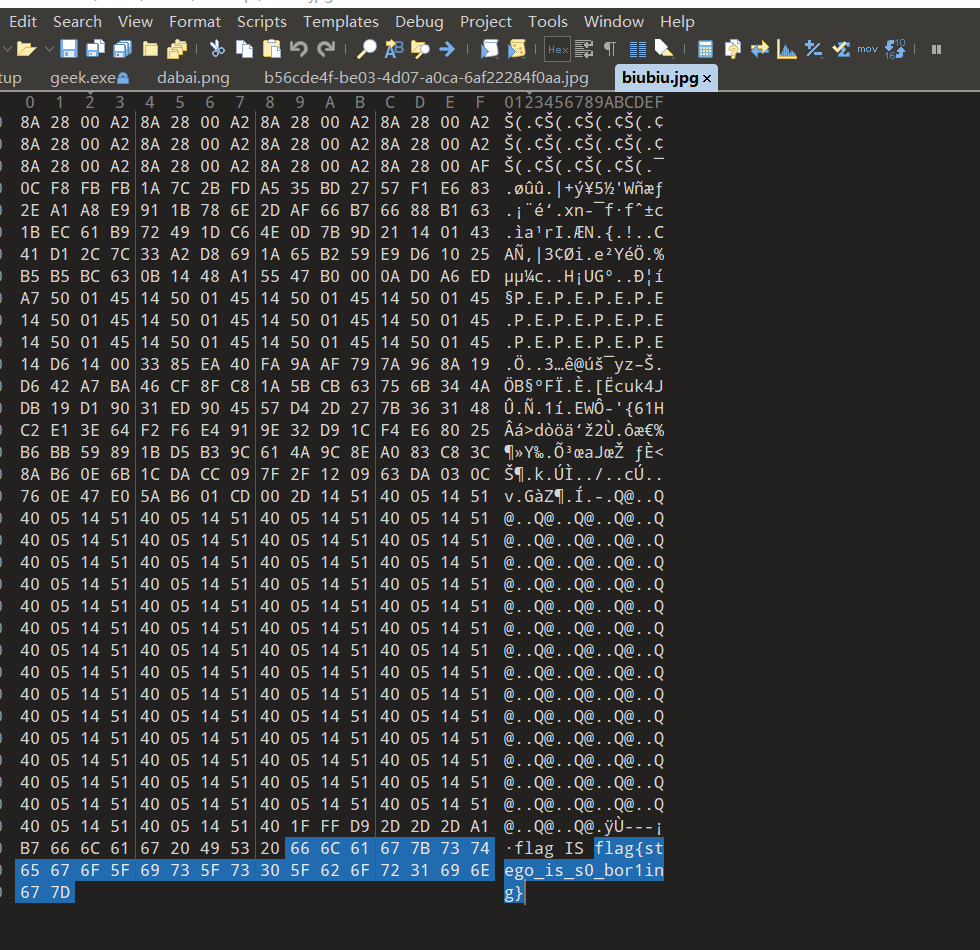 Edit Search View Format Scripts Templates Debug Project Tools Window Help
Hex mov 10 16
tup geek.exe dabai.png b56cde4f-be03-4d07-a0ca-6af22284f0aa.jpg biubiu.jpg ×
0 1 2 3 4 5 6 7 8 9 A B C D E F 0123456789ABCDEF
8A 28 00 A2 8A 28 00 A2 8A 28 00 A2 8A 28 00 A2 Š(.¢Š(.¢Š(.¢Š(.¢
8A 28 00 A2 8A 28 00 A2 8A 28 00 A2 8A 28 00 A2 Š(.¢Š(.¢Š(.¢Š(.¢
8A 28 00 A2 8A 28 00 A2 8A 28 00 A2 8A 28 00 AF Š(.¢Š(.¢Š(.¢Š(.¯
0C F8 FB FB 1A 7C 2B FD A5 35 BD 27 57 F1 E6 83 .øûû.|+ý¥5½'Wñæƒ
2E A1 A8 E9 91 1B 78 6E 2D AF 66 B7 66 88 B1 63 .¡¨é‘.xn-¯f·fˆ±c
1B EC 61 B9 72 49 1D C6 4E 0D 7B 9D 21 14 01 43 .ìa¹rI.ÆN.{.!..C
41 D1 2C 7C 33 A2 D8 69 1A 65 B2 59 E9 D6 10 25 AÑ,|3¢Øi.e²YéÖ.%
B5 B5 BC 63 0B 14 48 A1 55 47 B0 00 0A D0 A6 ED µµ¼c..H¡UG°..Ð¦í
A7 50 01 45 14 50 01 45 14 50 01 45 14 50 01 45 §P.E.P.E.P.E.P.E
14 50 01 45 14 50 01 45 14 50 01 45 14 50 01 45 .P.E.P.E.P.E.P.E
14 50 01 45 14 50 01 45 14 50 01 45 14 50 01 45 .P.E.P.E.P.E.P.E
14 D6 14 00 33 85 EA 40 FA 9A AF 79 7A 96 8A 19 .Ö..3…ê@úš¯yz–Š.
D6 42 A7 BA 46 CF 8F C8 1A 5B CB 63 75 6B 34 4A ÖB§ºFÏ.È.[Ëcuk4J
DB 19 D1 90 31 ED 90 45 57 D4 2D 27 7B 36 31 48 Û.Ñ.1í.EWÔ-'{61H
C2 E1 3E 64 F2 F6 E4 91 9E 32 D9 1C F4 E6 80 25 Âá>dòöä‘ž2Ù.ôæ€%
B6 BB 59 89 1B D5 B3 9C 61 4A 9C 8E A0 83 C8 3C ¶»Y‰.Õ³œaJœŽ ƒÈ<
8A B6 0E 6B 1C DA CC 09 7F 2F 12 09 63 DA 03 0C Š¶.k.ÚÌ../..cÚ..
76 0E 47 E0 5A B6 01 CD 00 2D 14 51 40 05 14 51 v.GàZ¶.Í.-.Q@..Q
40 05 14 51 40 05 14 51 40 05 14 51 40 05 14 51 @..Q@..Q@..Q@..Q
40 05 14 51 40 05 14 51 40 05 14 51 40 05 14 51 @..Q@..Q@..Q@..Q
40 05 14 51 40 05 14 51 40 05 14 51 40 05 14 51 @..Q@..Q@..Q@..Q
40 05 14 51 40 05 14 51 40 05 14 51 40 05 14 51 @..Q@..Q@..Q@..Q
40 05 14 51 40 05 14 51 40 05 14 51 40 05 14 51 @..Q@..Q@..Q@..Q
40 05 14 51 40 05 14 51 40 05 14 51 40 05 14 51 @..Q@..Q@..Q@..Q
40 05 14 51 40 05 14 51 40 05 14 51 40 05 14 51 @..Q@..Q@..Q@..Q
40 05 14 51 40 05 14 51 40 05 14 51 40 05 14 51 @..Q@..Q@..Q@..Q
40 05 14 51 40 05 14 51 40 05 14 51 40 05 14 51 @..Q@..Q@..Q@..Q
40 05 14 51 40 05 14 51 40 05 14 51 40 05 14 51 @..Q@..Q@..Q@..Q
40 05 14 51 40 05 14 51 40 05 14 51 40 05 14 51 @..Q@..Q@..Q@..Q
40 05 14 51 40 05 14 51 40 05 14 51 40 05 14 51 @..Q@..Q@..Q@..Q
40 05 14 51 40 05 14 51 40 05 14 51 40 05 14 51 @..Q@..Q@..Q@..Q
40 05 14 51 40 05 14 51 40 05 14 51 40 05 14 51 @..Q@..Q@..Q@..Q
40 05 14 51 40 05 14 51 40 1F FF D9 2D 2D 2D A1 @..Q@..Q@.ÿÙ---¡
B7 66 6C 61 67 20 49 53 20 66 6C 61 67 7B 73 74 ·flag IS flag{st
65 67 6F 5F 69 73 5F 73 30 5F 62 6F 72 31 69 6E ego_is_s0_bor1in
67 7D g}